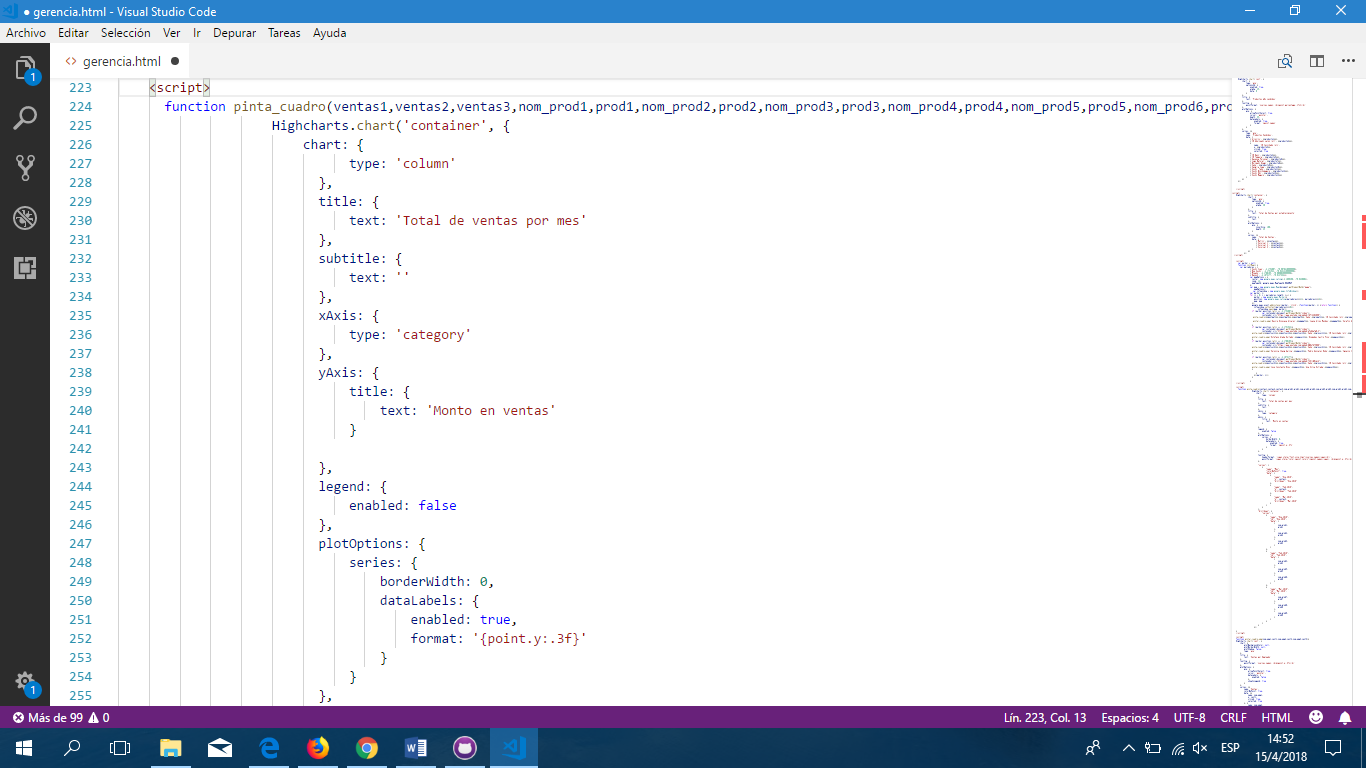 ● gerencia.html - Visual Studio Code
Archivo Editar Selección Ver Ir Depurar Tareas Ayuda
1
<> gerencia.html ●
223 <script>
224 function pinta_cuadro(ventas1,ventas2,ventas3,nom_prod1,prod1,nom_prod2,prod2,nom_prod3,prod3,nom_prod4,prod4,nom_prod5,prod5,nom_prod6,pro
225 Highcharts.chart('container', {
226 chart: {
227 type: 'column'
228 },
229 title: {
230 text: 'Total de ventas por mes'
231 },
232 subtitle: {
233 text: ''
234 },
235 xAxis: {
236 type: 'category'
237 },
238 yAxis: {
239 title: {
240 text: 'Monto en ventas'
241 }
242
243 },
244 legend: {
245 enabled: false
246 },
247 plotOptions: {
248 series: {
249 borderWidth: 0,
250 dataLabels: {
251 enabled: true,
252 format: '{point.y:.3f}'
253 }
254 }
255 },
1
Más de 99 0 Lín. 223, Col. 13 Espacios: 4 UTF-8 CRLF HTML
ESP
14:52
15/4/2018